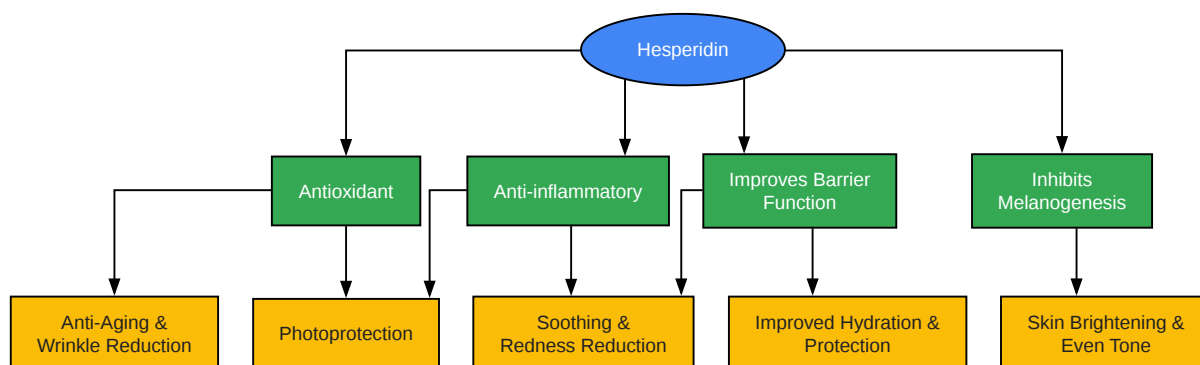 Hesperidin
Antioxidant
Anti-inflammatory
Improves Barrier
Function
Inhibits
Melanogenesis
Anti-Aging &
Wrinkle Reduction
Photoprotection
Soothing &
Redness Reduction
Improved Hydration &
Protection
Skin Brightening &
Even Tone